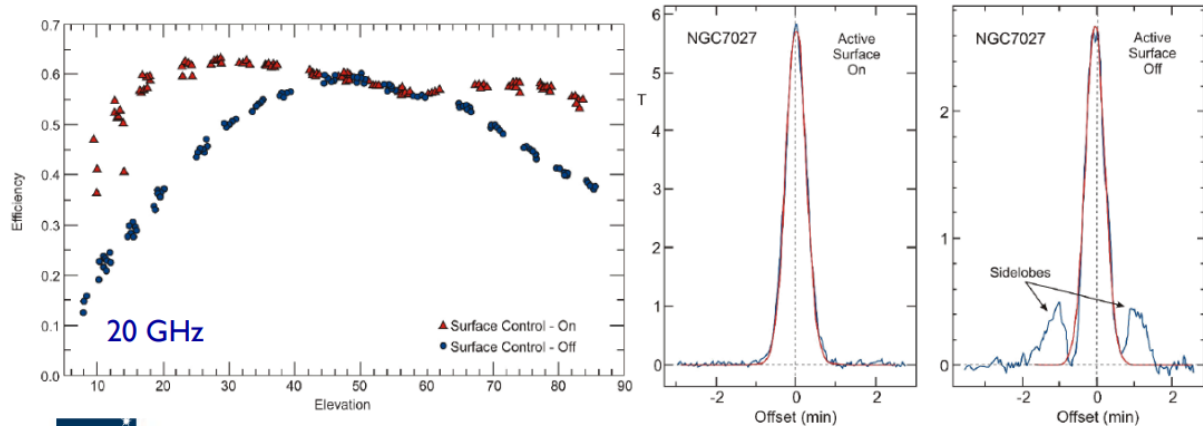 0.7
0.6
0.5
0.4
0.3
0.2
0.1
0.0
Efficiency
10 20 30 40 50 60 70 80 90
Elevation
20 GHz
Surface Control - On
Surface Control - Off
NGC7027
Active
Surface
On
6
5
T
4
3
2
1
0
-2 0 2
Offset (min)
NGC7027
Active
Surface
Off
2
1
0
Sidelobes
-2 0 2
Offset (min)